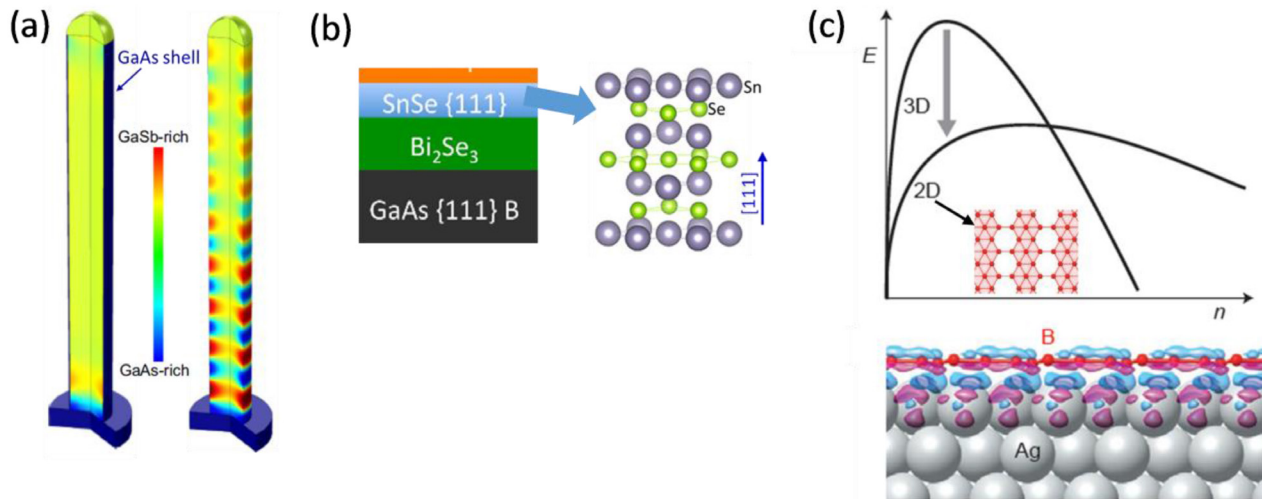 (a)
GaAs shell
GaSb-rich
GaAs-rich
(b)
SnSe {111}
Bi₂Se₃
GaAs {111} B
Sn
Se
[111]
(c)
E
3D
2D
n
B
Ag